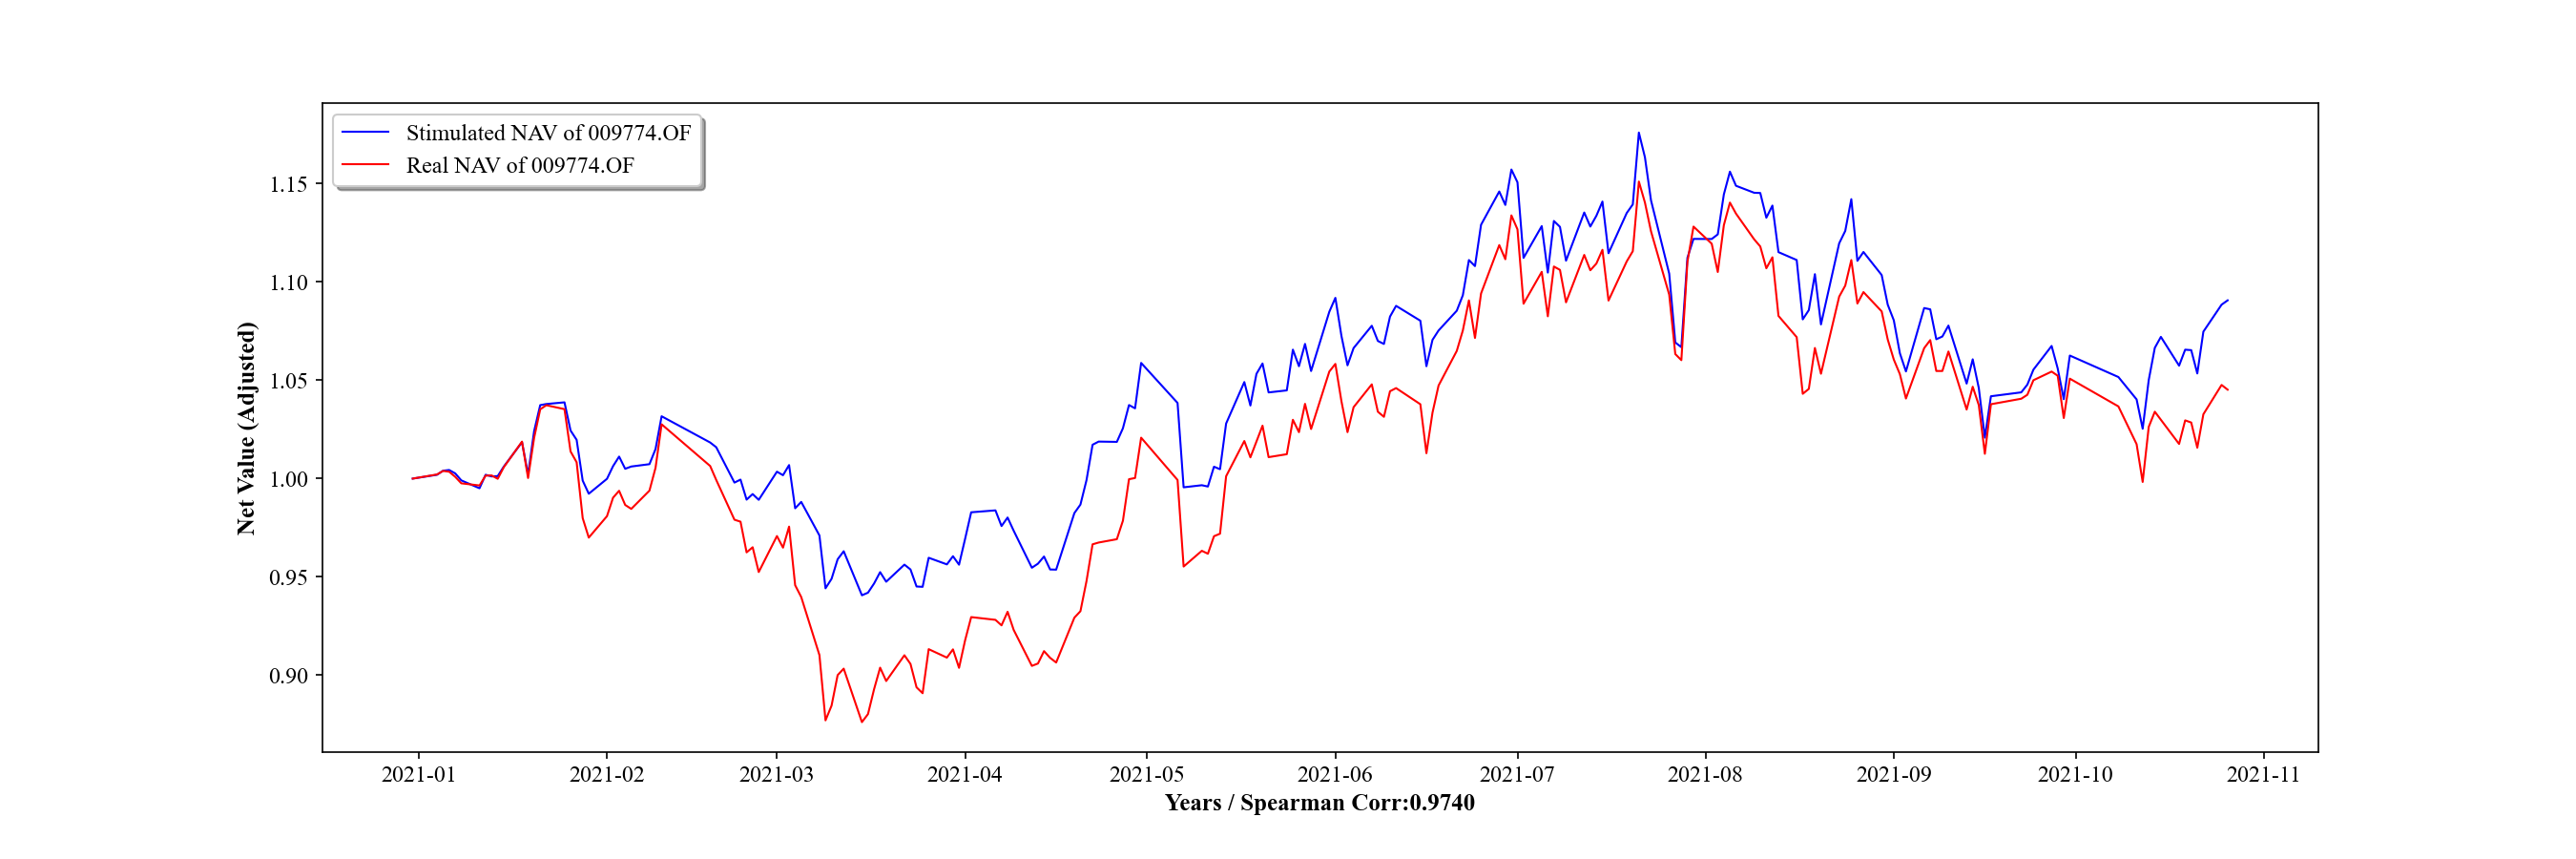 Stimulated NAV of 009774.OF
Real NAV of 009774.OF
1.15
1.10
1.05
1.00
0.95
0.90
Net Value (Adjusted)
2021-01 2021-02 2021-03 2021-04 2021-05 2021-06 2021-07 2021-08 2021-09 2021-10 2021-11
Years / Spearman Corr:0.9740